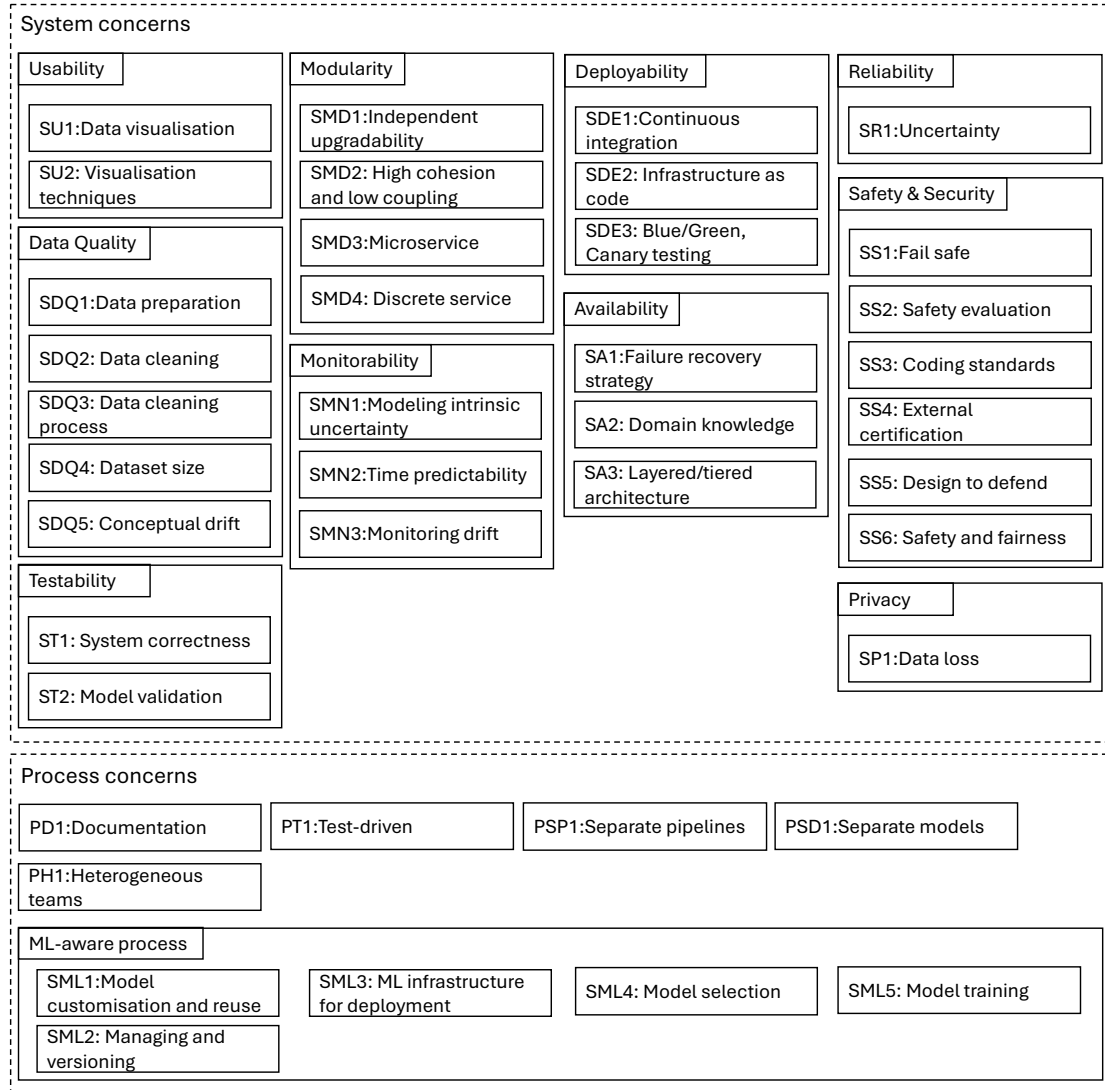 System concerns
Usability
SU1:Data visualisation
SU2: Visualisation
techniques
Data Quality
SDQ1:Data preparation
SDQ2: Data cleaning
SDQ3: Data cleaning
process
SDQ4: Dataset size
SDQ5: Conceptual drift
Testability
ST1: System correctness
ST2: Model validation
Modularity
SMD1:Independent
upgradability
SMD2: High cohesion
and low coupling
SMD3:Microservice
SMD4: Discrete service
Monitorability
SMN1:Modeling intrinsic
uncertainty
SMN2:Time predictability
SMN3:Monitoring drift
Deployability
SDE1:Continuous
integration
SDE2: Infrastructure as
code
SDE3: Blue/Green,
Canary testing
Availability
SA1:Failure recovery
strategy
SA2: Domain knowledge
SA3: Layered/tiered
architecture
Reliability
SR1:Uncertainty
Safety & Security
SS1:Fail safe
SS2: Safety evaluation
SS3: Coding standards
SS4: External
certification
SS5: Design to defend
SS6: Safety and fairness
Privacy
SP1:Data loss
Process concerns
PD1:Documentation
PT1:Test-driven
PSP1:Separate pipelines
PSD1:Separate models
PH1:Heterogeneous
teams
ML-aware process
SML1:Model
customisation and reuse
SML2: Managing and
versioning
SML3: ML infrastructure
for deployment
SML4: Model selection
SML5: Model training